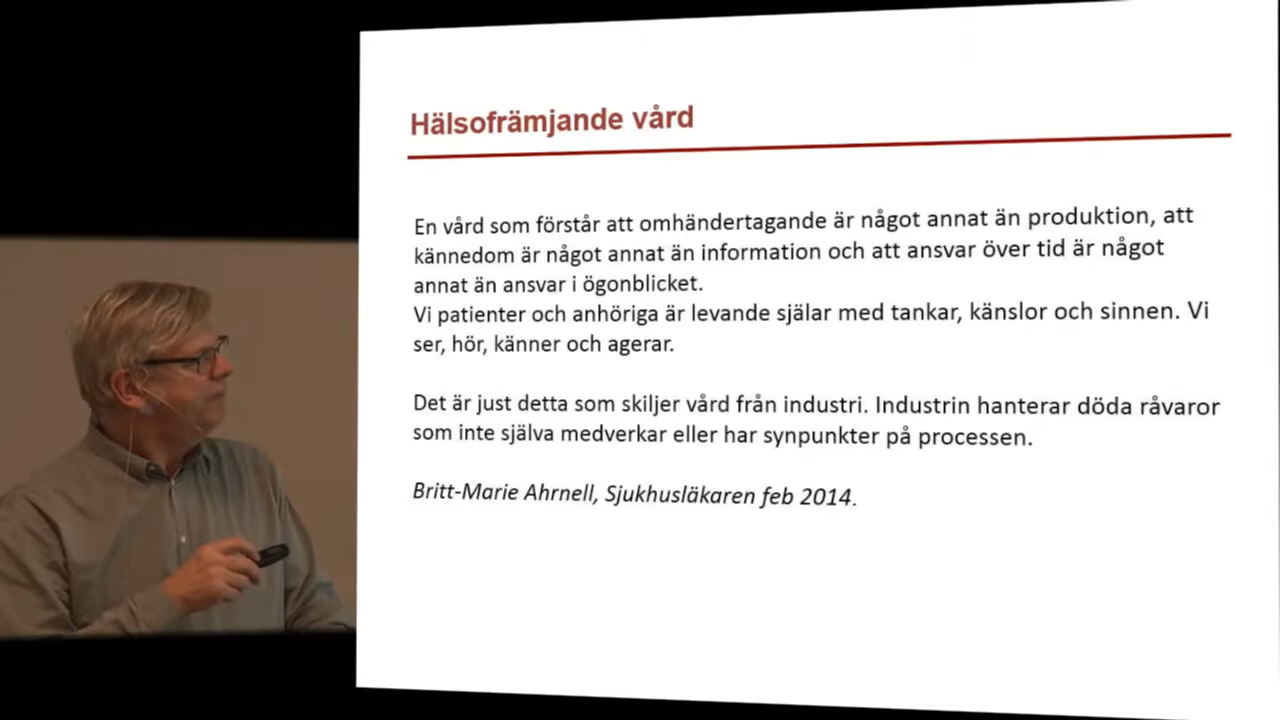 Hälsofrämjande vård
En vård som förstår att omhändertagande är något annat än produktion, att
kännedom är något annat än information och att ansvar över tid är något
annat än ansvar i ögonblicket.
Vi patienter och anhöriga är levande själar med tankar, känslor och sinnen. Vi
ser, hör, känner och agerar.
Det är just detta som skiljer vård från industri. Industrin hanterar döda råvaror
som inte själva medverkar eller har synpunkter på processen.
Britt-Marie Ahrnell, Sjukhusläkaren feb 2014.